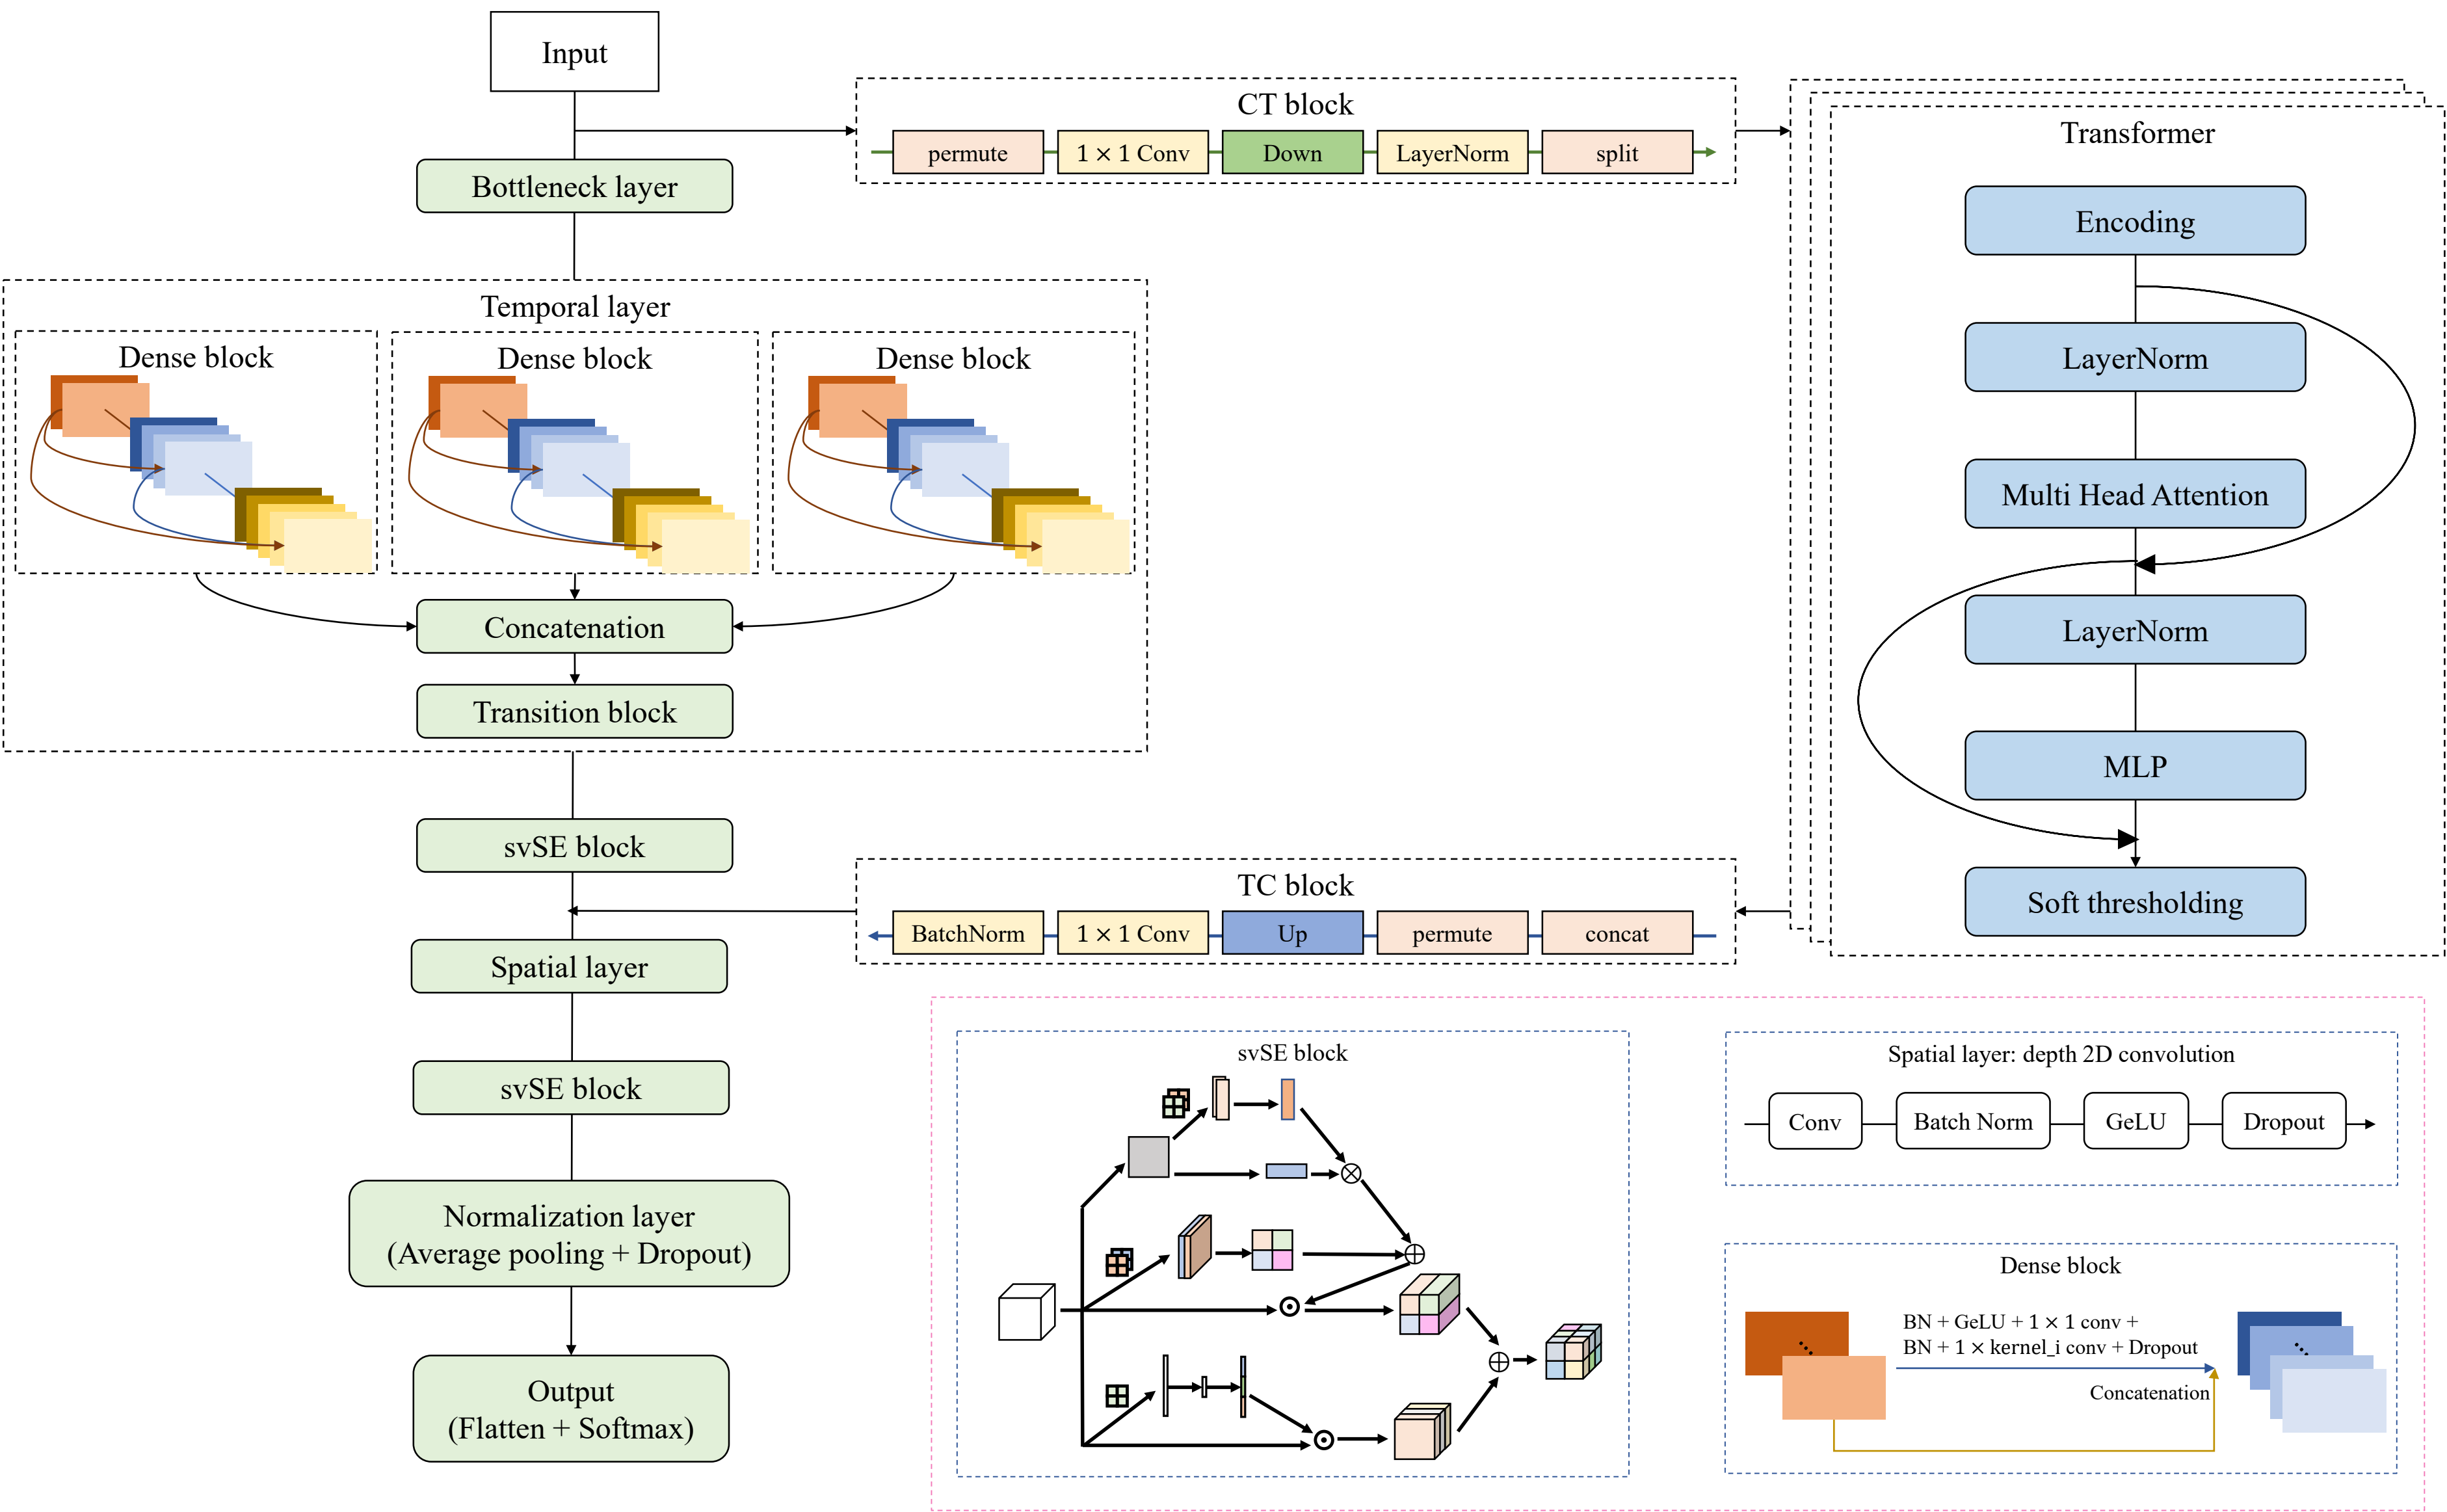 Input
Bottleneck layer
CT block
permute
1 × 1 Conv
Down
LayerNorm
split
Transformer
Encoding
LayerNorm
Multi Head Attention
LayerNorm
MLP
Soft thresholding
Temporal layer
Dense block
Dense block
Dense block
Concatenation
Transition block
svSE block
TC block
BatchNorm
1 × 1 Conv
Up
permute
concat
Spatial layer
svSE block
Normalization layer
(Average pooling + Dropout)
Output
(Flatten + Softmax)
svSE block
Spatial layer: depth 2D convolution
Conv
Batch Norm
GeLU
Dropout
Dense block
BN + GeLU + 1 × 1 conv +
BN + 1 × kernel_i conv + Dropout
Concatenation